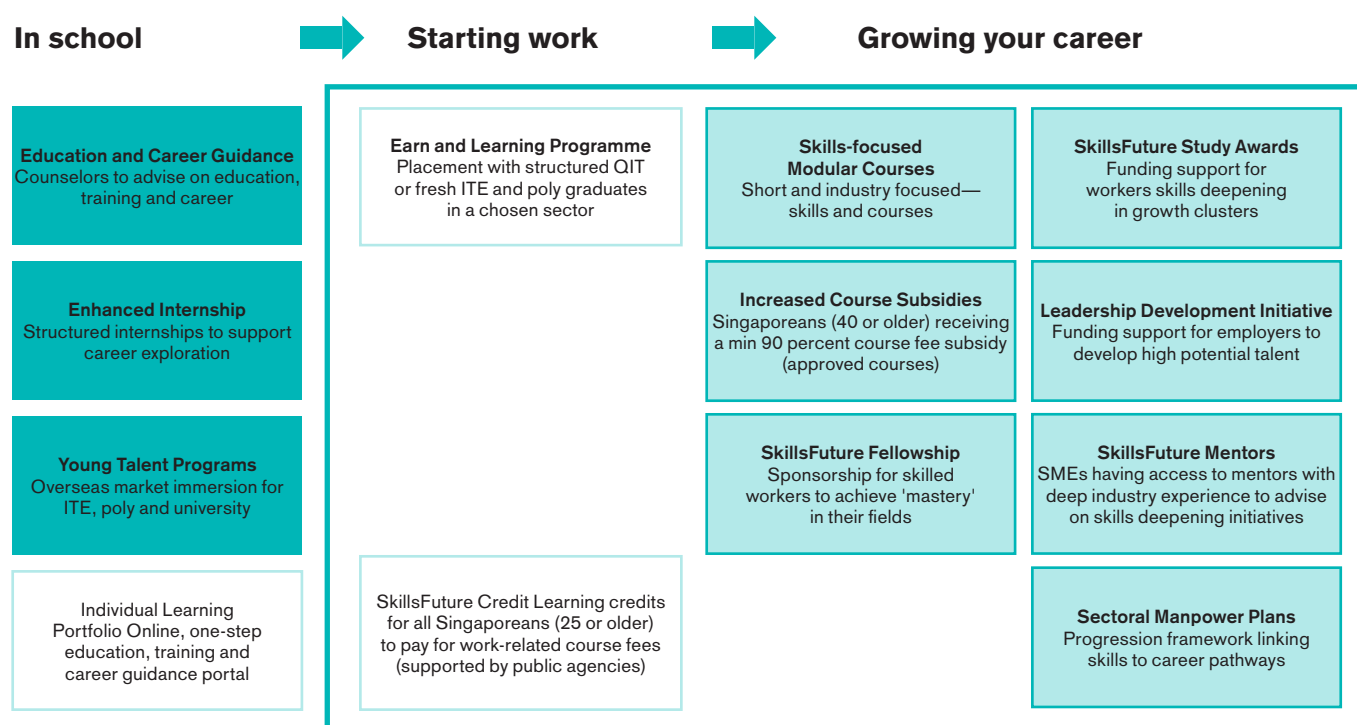 In school
Starting work
Growing your career
Education and Career Guidance
Counselors to advise on education,
training and career
Enhanced Internship
Structured internships to support
career exploration
Young Talent Programs
Overseas market immersion for
ITE, poly and university
Individual Learning
Portfolio Online, one-step
education, training and
career guidance portal
Earn and Learning Programme
Placement with structured QIT
or fresh ITE and poly graduates
in a chosen sector
SkillsFuture Credit Learning credits
for all Singaporeans (25 or older)
to pay for work-related course fees
(supported by public agencies)
Skills-focused
Modular Courses
Short and industry focused—
skills and courses
Increased Course Subsidies
Singaporeans (40 or older) receiving
a min 90 percent course fee subsidy
(approved courses)
SkillsFuture Fellowship
Sponsorship for skilled
workers to achieve 'mastery'
in their fields
SkillsFuture Study Awards
Funding support for
workers skills deepening
in growth clusters
Leadership Development Initiative
Funding support for employers to
develop high potential talent
SkillsFuture Mentors
SMEs having access to mentors with
deep industry experience to advise
on skills deepening initiatives
Sectoral Manpower Plans
Progression framework linking
skills to career pathways